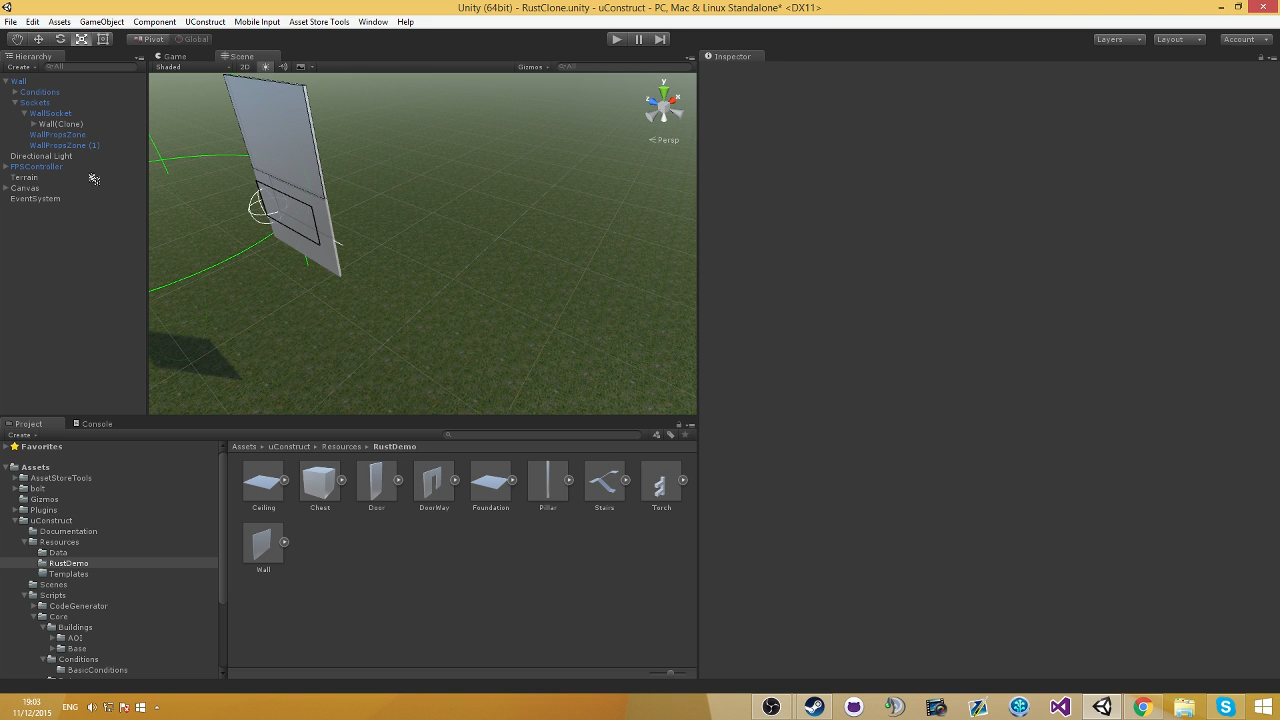 Unity (64bit) - RustClone.unity - uConstruct - PC, Mac & Linux Standalone* <DX11>
File Edit Assets GameObject Component UConstruct Mobile Input Asset Store Tools Window Help
Pivot Global Layers Layout Account
Hierarchy Game Scene Inspector
Create All Shaded 2D Gizmos All
Wall
Conditions
Sockets
WallSocket
Wall(Clone)
WallPropsZone
WallPropsZone (1)
Directional Light
FPSController
Terrain
Canvas
EventSystem
y
z x
Persp
Project Console
Create
Favorites
Assets
AssetStoreTools
bolt
Gizmos
Plugins
uConstruct
Documentation
Resources
Data
RustDemo
Templates
Scenes
Scripts
CodeGenerator
Core
Buildings
AOI
Base
Conditions
BasicConditions
Assets uConstruct Resources RustDemo
Ceiling Chest Door DoorWay Foundation Pillar Stairs Torch
Wall
19:03
11/12/2015
ENG